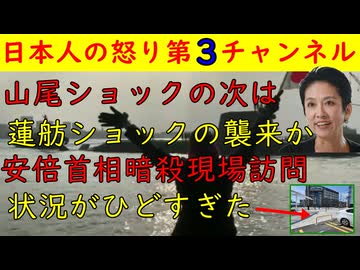 日本人の怒り第3チャンネル
山尾ショックの次は
蓮舫ショックの襲来か
安倍首相暗殺現場訪問
状況がひどすぎた